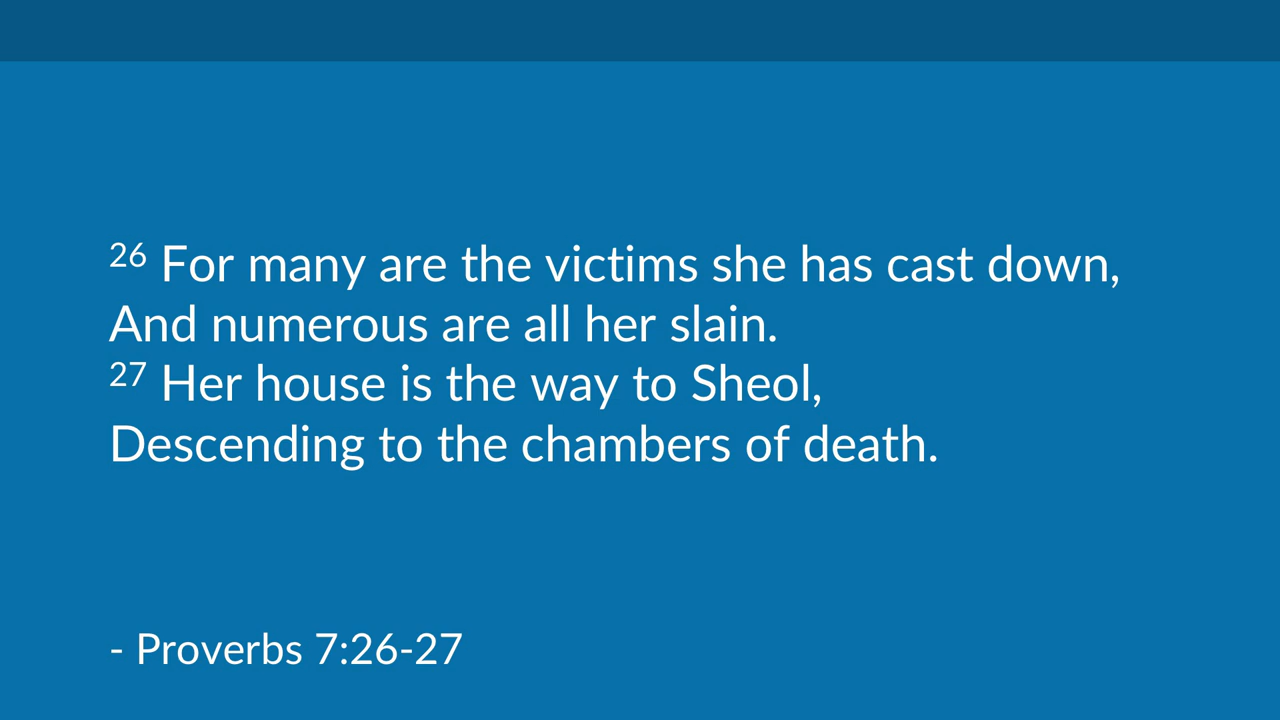 26 For many are the victims she has cast down,
And numerous are all her slain.
27 Her house is the way to Sheol,
Descending to the chambers of death.
- Proverbs 7:26-27